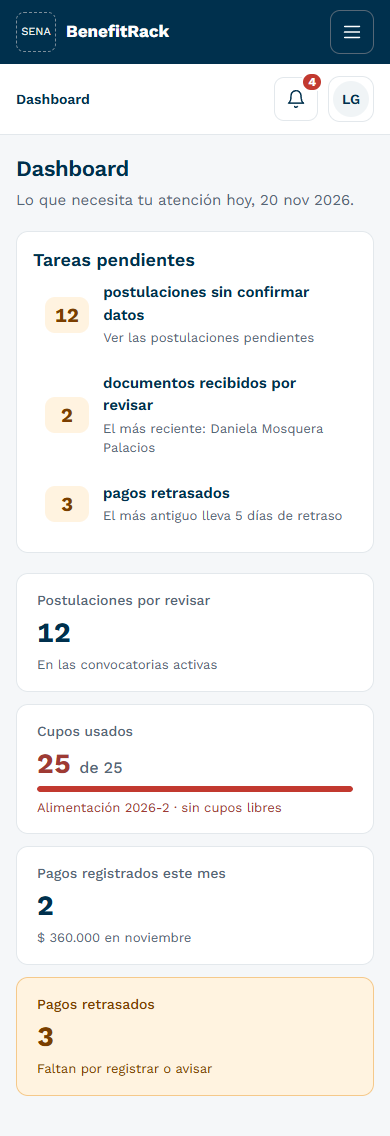 SENA BenefitRack
Dashboard
4
LG
Dashboard
Lo que necesita tu atención hoy, 20 nov 2026.
Tareas pendientes
12
postulaciones sin confirmar
datos
Ver las postulaciones pendientes
2
documentos recibidos por
revisar
El más reciente: Daniela Mosquera
Palacios
3
pagos retrasados
El más antiguo lleva 5 días de retraso
Postulaciones por revisar
12
En las convocatorias activas
Cupos usados
25 de 25
Alimentación 2026-2 · sin cupos libres
Pagos registrados este mes
2
$ 360.000 en noviembre
Pagos retrasados
3
Faltan por registrar o avisar